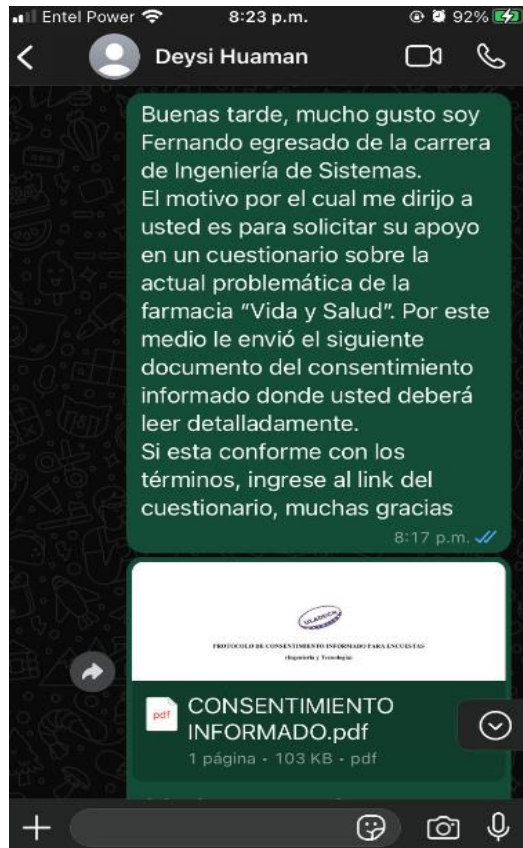 Entel Power 8:23 p.m. 92%
Deysi Huaman
Buenas tarde, mucho gusto soy
Fernando egresado de la carrera
de Ingeniería de Sistemas.
El motivo por el cual me dirijo a
usted es para solicitar su apoyo
en un cuestionario sobre la
actual problemática de la
farmacia "Vida y Salud". Por este
medio le envió el siguiente
documento del consentimiento
informado donde usted deberá
leer detalladamente.
Si esta conforme con los
términos, ingrese al link del
cuestionario, muchas gracias
8:17 p.m.
ULADECH
PROTOCOLO DE CONSENTIMIENTO INFORMADO PARA ENCUESTAS
(Ingeniería y Tecnología)
pdf
CONSENTIMIENTO
INFORMADO.pdf
1 página • 103 KB • pdf